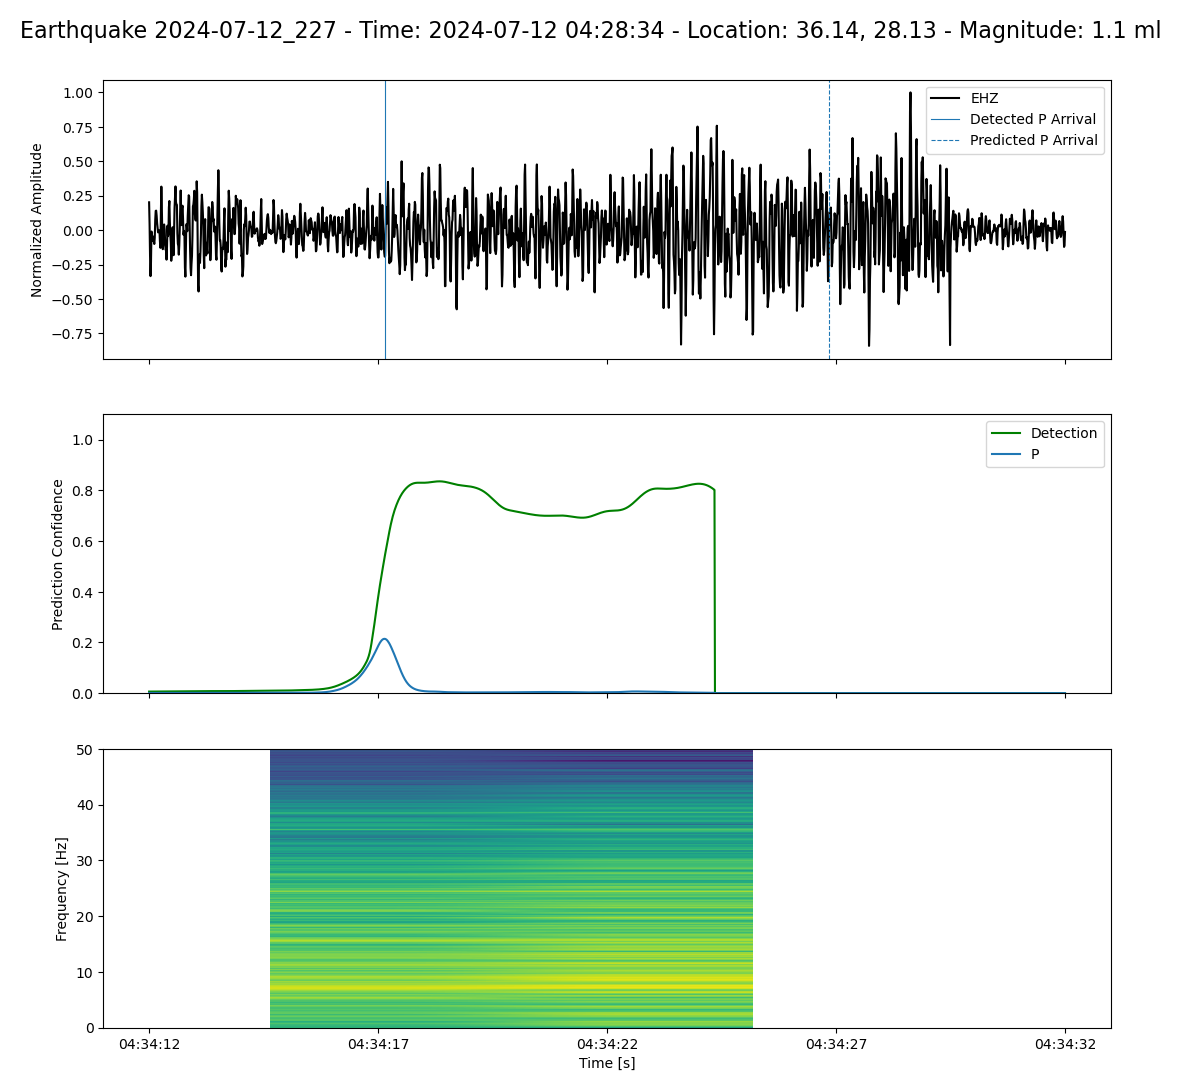 Earthquake 2024-07-12_227 - Time: 2024-07-12 04:28:34 - Location: 36.14, 28.13 - Magnitude: 1.1 ml
Normalized Amplitude
1.00
0.75
0.50
0.25
0.00
−0.25
−0.50
−0.75
EHZ
Detected P Arrival
Predicted P Arrival
Prediction Confidence
1.0
0.8
0.6
0.4
0.2
0.0
Detection
P
Frequency [Hz]
50
40
30
20
10
0
04:34:12 04:34:17 04:34:22 04:34:27 04:34:32
Time [s]